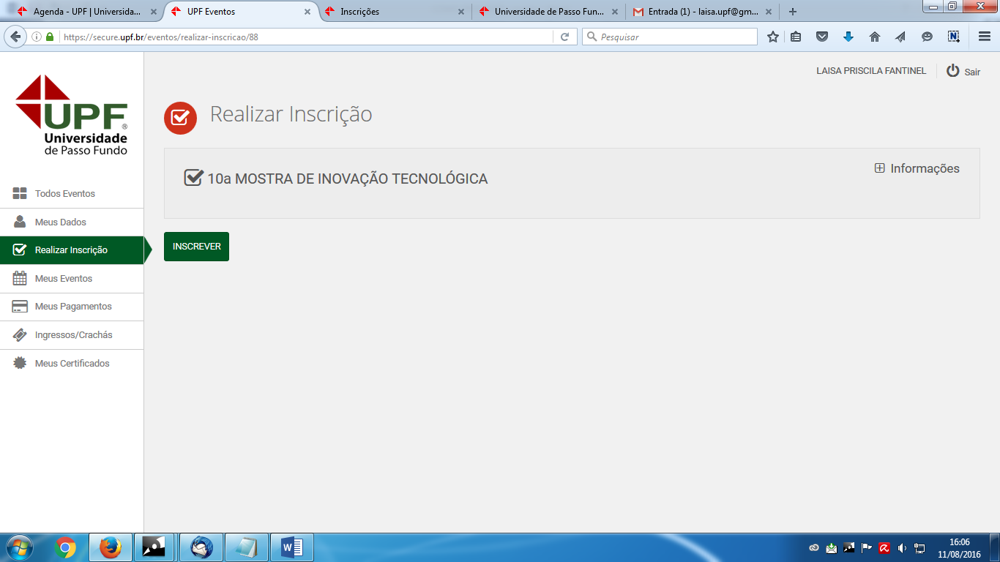 Agenda - UPF | Universida...
UPF Eventos
Inscrições
Universidade de Passo Fun...
Entrada (1) - laisa.upf@gm...
https://secure.upf.br/eventos/realizar-inscricao/88
Pesquisar
LAISA PRISCILA FANTINEL
Sair
UPF®
Universidade
de Passo Fundo
Realizar Inscrição
10a MOSTRA DE INOVAÇÃO TECNOLÓGICA
Informações
INSCREVER
Todos Eventos
Meus Dados
Realizar Inscrição
Meus Eventos
Meus Pagamentos
Ingressos/Crachás
Meus Certificados
16:06
11/08/2016